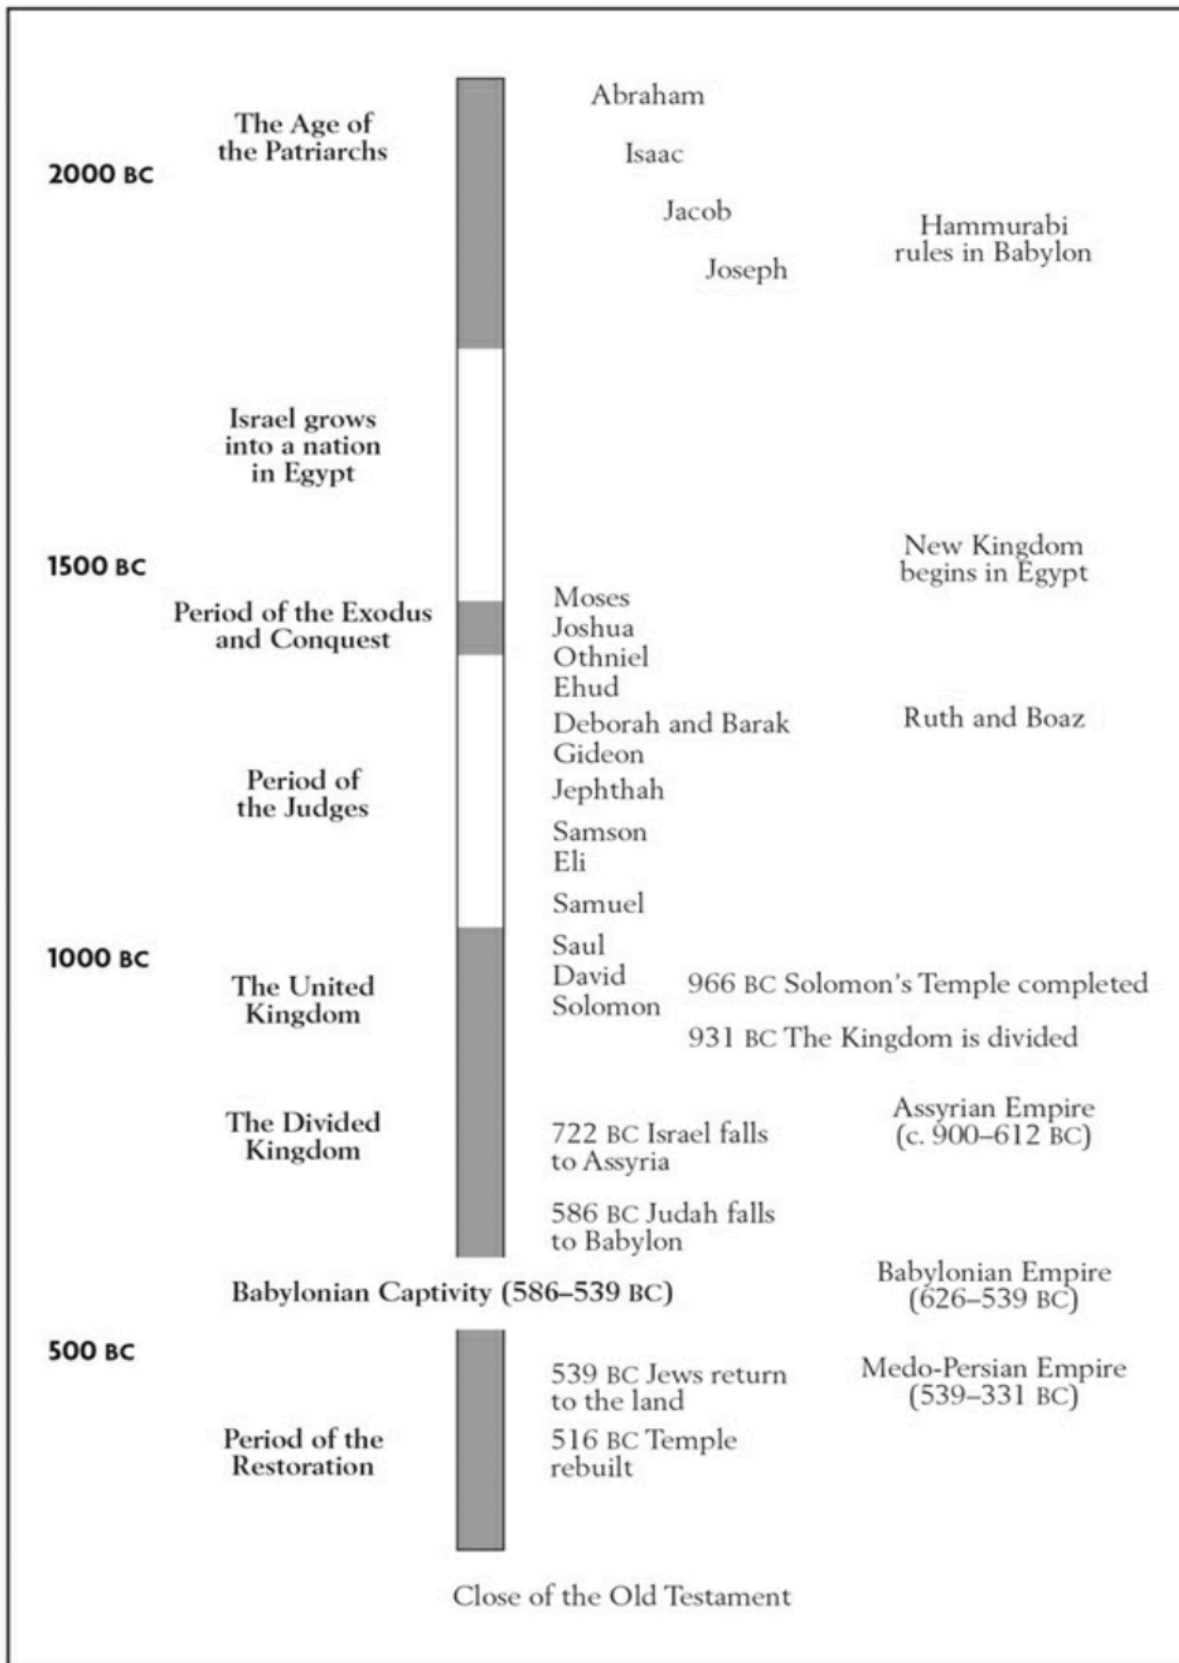 Abraham
The Age of
the Patriarchs
2000 BC
Isaac
Jacob
Hammurabi
rules in Babylon
Joseph
Israel grows
into a nation
in Egypt
1500 BC
New Kingdom
begins in Egypt
Period of the Exodus
and Conquest
Moses
Joshua
Othniel
Ehud
Deborah and Barak
Ruth and Boaz
Gideon
Jephthah
Period of
the Judges
Samson
Eli
Samuel
1000 BC
Saul
David
Solomon
966 BC Solomon’s Temple completed
The United
Kingdom
931 BC The Kingdom is divided
The Divided
Kingdom
722 BC Israel falls
to Assyria
Assyrian Empire
(c. 900–612 BC)
586 BC Judah falls
to Babylon
Babylonian Captivity (586–539 BC)
Babylonian Empire
(626–539 BC)
500 BC
539 BC Jews return
to the land
Medo-Persian Empire
(539–331 BC)
Period of the
Restoration
516 BC Temple
rebuilt
Close of the Old Testament